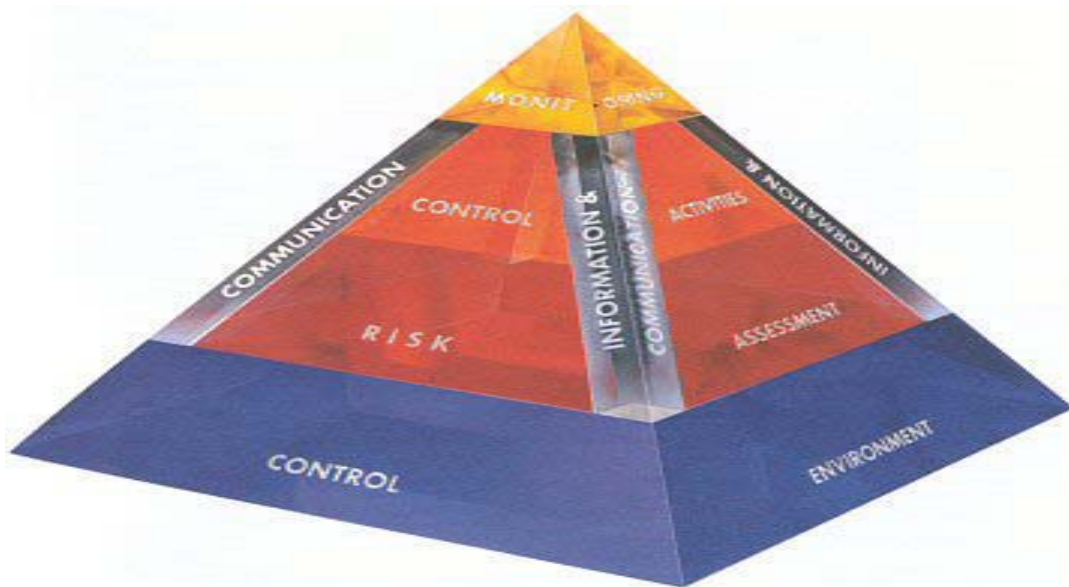 MONIT ORING
COMMUNICATION
INFORMATION &
CONTROL
INFORMATION &
COMMUNICATION
ACTIVITIES
RISK
ASSESSMENT
CONTROL
ENVIRONMENT